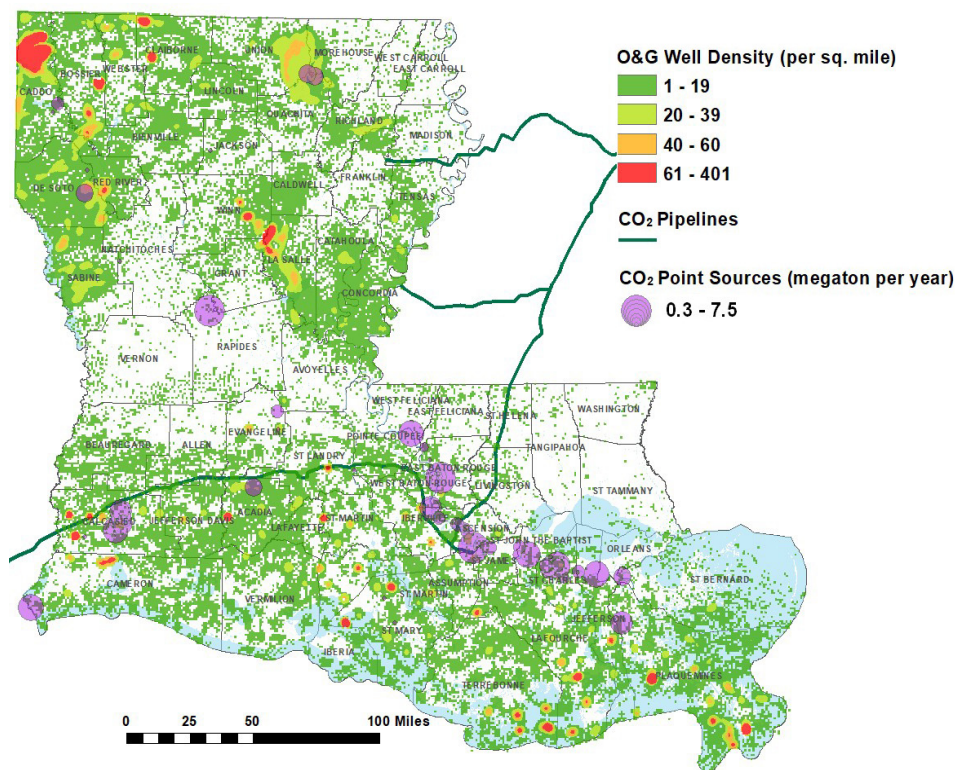 CLAIBORNE
UNION
MOREHOUSE
WEST CARROLL
EAST CARROLL
BOSSIER
WEBSTER
CADDO
LINCOLN
OUACHITA
RICHLAND
MADISON
BIENVILLE
JACKSON
DE SOTO
RED RIVER
CALDWELL
FRANKLIN
TENSAS
WINN
NATCHITOCHES
CATAHOULA
LA SALLE
SABINE
GRANT
CONCORDIA
VERNON
RAPIDES
AVOYELLES
WEST FELICIANA
EAST FELICIANA
ST HELENA
WASHINGTON
BEAUREGARD
ALLEN
EVANGELINE
POINTE COUPEE
TANGIPAHOA
ST LANDRY
EAST BATON ROUGE
WEST BATON ROUGE
LIVINGSTON
ST TAMMANY
CALCASIEU
JEFFERSON DAVIS
ACADIA
LAFAYETTE
ST MARTIN
IBERVILLE
ASCENSION
ST JOHN THE BAPTIST
ORLEANS
ST JAMES
CAMERON
VERMILION
ASSUMPTION
ST MARTIN
ST CHARLES
ST BERNARD
JEFFERSON
ST MARY
LAFOURCHE
IBERIA
TERREBONNE
PLAQUEMINES
O&G Well Density (per sq. mile)
1 - 19
20 - 39
40 - 60
61 - 401
CO₂ Pipelines
CO₂ Point Sources (megaton per year)
0.3 - 7.5
0 25 50 100 Miles